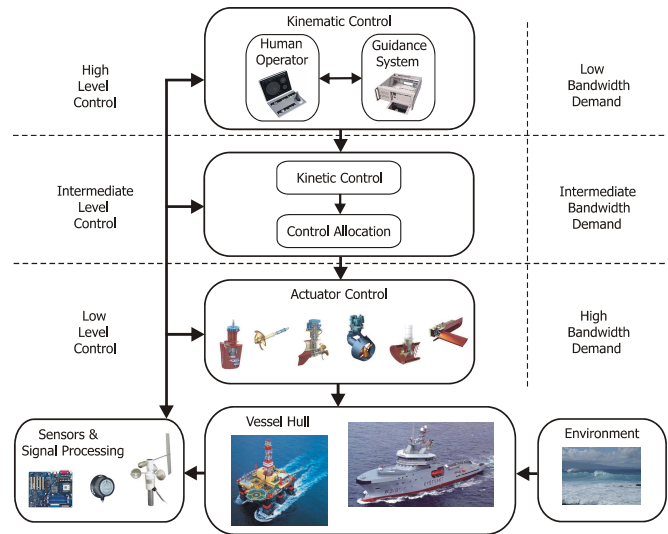 Kinematic Control
Human
Operator
Guidance
System
High
Level
Control
Low
Bandwidth
Demand
Kinetic Control
Control Allocation
Intermediate
Level
Control
Intermediate
Bandwidth
Demand
Actuator Control
Low
Level
Control
High
Bandwidth
Demand
Sensors &
Signal Processing
Vessel Hull
Environment